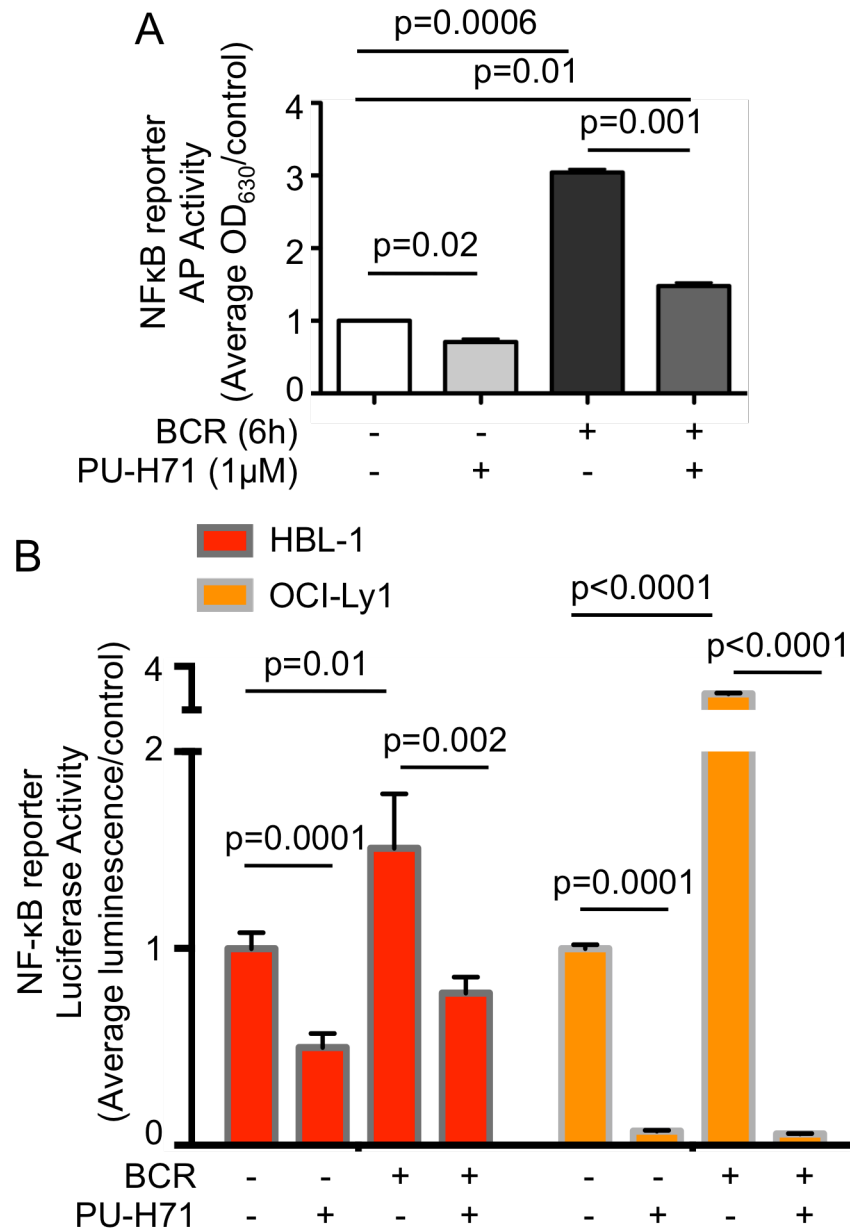 A
p=0.0006
p=0.01
p=0.001
p=0.02
NFκB reporter
AP Activity
(Average OD630/control)
4
3
2
1
0
BCR (6h) - - + +
PU-H71 (1µM) - + - +
B
HBL-1
OCI-Ly1
p<0.0001
p<0.0001
p=0.01
p=0.002
p=0.0001
p=0.0001
NF-κB reporter
Luciferase Activity
(Average luminescence/control)
4
2
1
0
BCR - - + + - - + +
PU-H71 - + - + - + - +